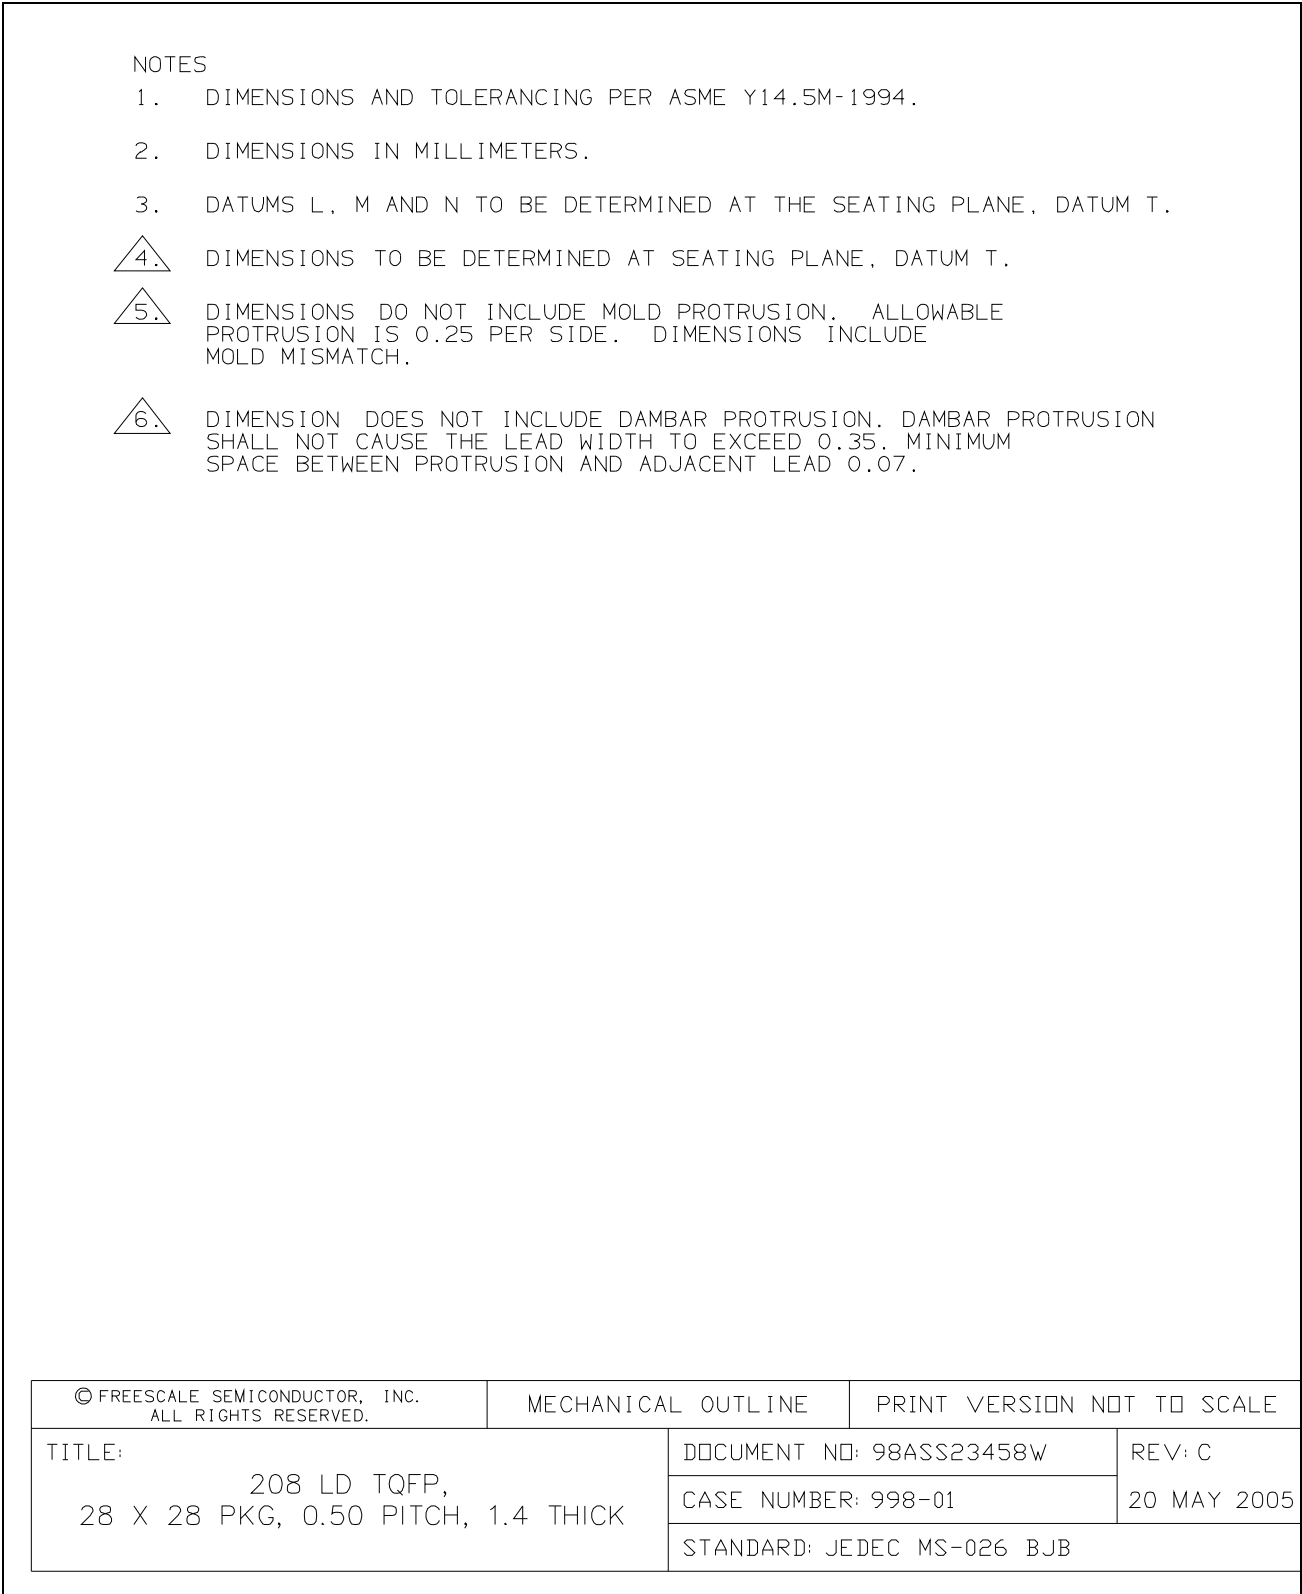 NOTES
1. DIMENSIONS AND TOLERANCING PER ASME Y14.5M-1994.
2. DIMENSIONS IN MILLIMETERS.
3. DATUMS L, M AND N TO BE DETERMINED AT THE SEATING PLANE, DATUM T.
4. DIMENSIONS TO BE DETERMINED AT SEATING PLANE, DATUM T.
5. DIMENSIONS DO NOT INCLUDE MOLD PROTRUSION. ALLOWABLE
PROTRUSION IS 0.25 PER SIDE. DIMENSIONS INCLUDE
MOLD MISMATCH.
6. DIMENSION DOES NOT INCLUDE DAMBAR PROTRUSION. DAMBAR PROTRUSION
SHALL NOT CAUSE THE LEAD WIDTH TO EXCEED 0.35. MINIMUM
SPACE BETWEEN PROTRUSION AND ADJACENT LEAD 0.07.
© FREESCALE SEMICONDUCTOR, INC.
ALL RIGHTS RESERVED.
MECHANICAL OUTLINE
PRINT VERSION NOT TO SCALE
TITLE:
208 LD TQFP,
28 X 28 PKG, 0.50 PITCH, 1.4 THICK
DOCUMENT NO: 98ASS23458W
REV: C
CASE NUMBER: 998-01
20 MAY 2005
STANDARD: JEDEC MS-026 BJB